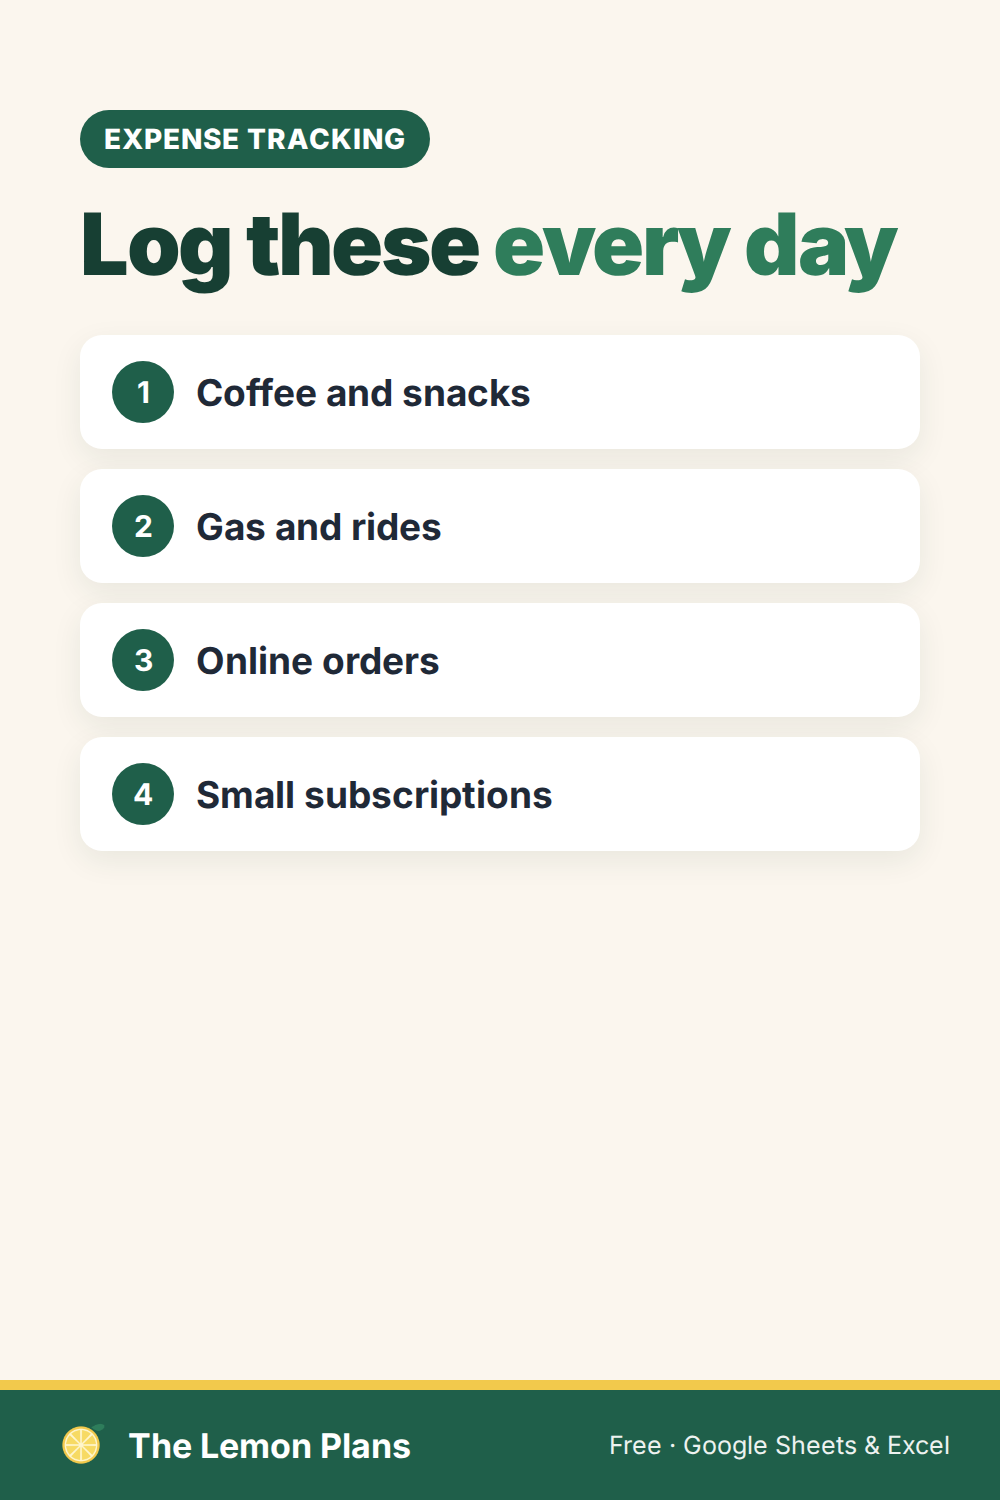 EXPENSE TRACKING
Log these every day
1 Coffee and snacks
2 Gas and rides
3 Online orders
4 Small subscriptions
The Lemon Plans
Free · Google Sheets & Excel